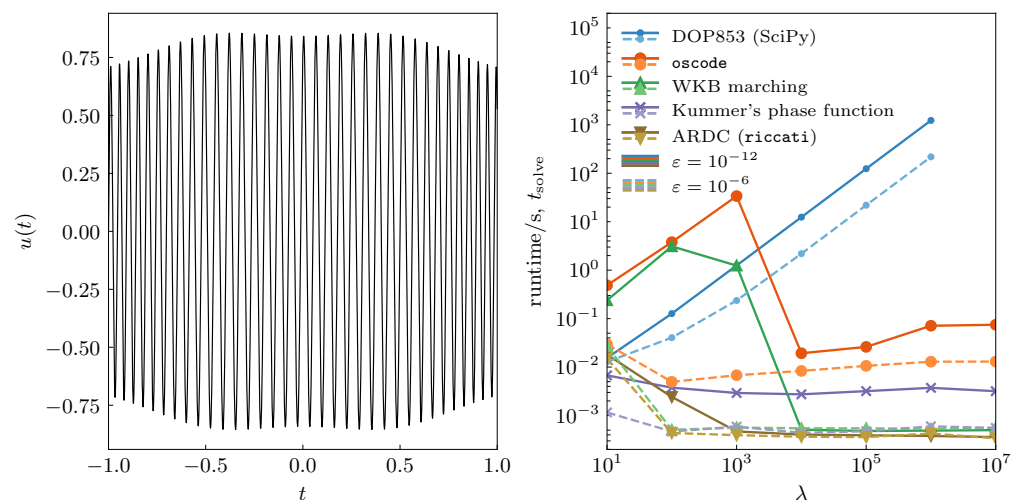 0.75
0.50
0.25
0.00
−0.25
−0.50
−0.75
u(t)
−1.0 −0.5 0.0 0.5 1.0
t
10^5
10^4
10^3
10^2
10^1
10^0
10^−1
10^−2
10^−3
runtime/s, t_solve
DOP853 (SciPy)
oscode
WKB marching
Kummer's phase function
ARDC (riccati)
ε = 10^−12
ε = 10^−6
10^1 10^3 10^5 10^7
λ